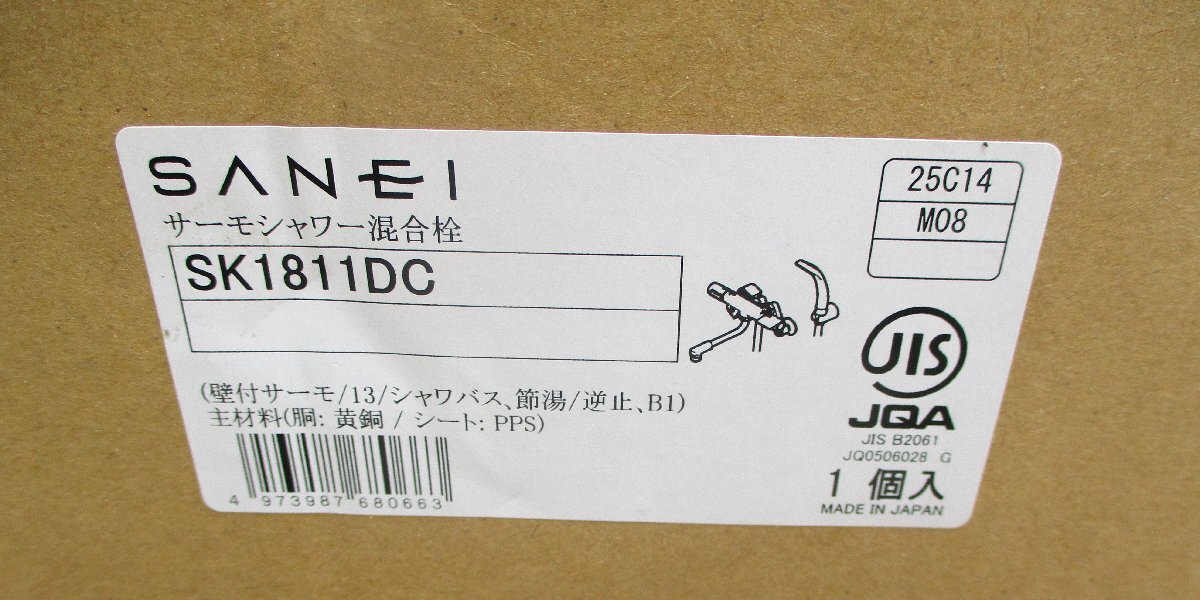 SANEI
サーモシャワー混合栓
SK1811DC
25C14
M08
(壁付サーモ/13/シャワバス、節湯/逆止、B1)
主材料(胴: 黄銅 / シート: PPS)
4 973987 680663
JIS
JQA
JIS B2061
JQ0506028 G
1 個入
MADE IN JAPAN